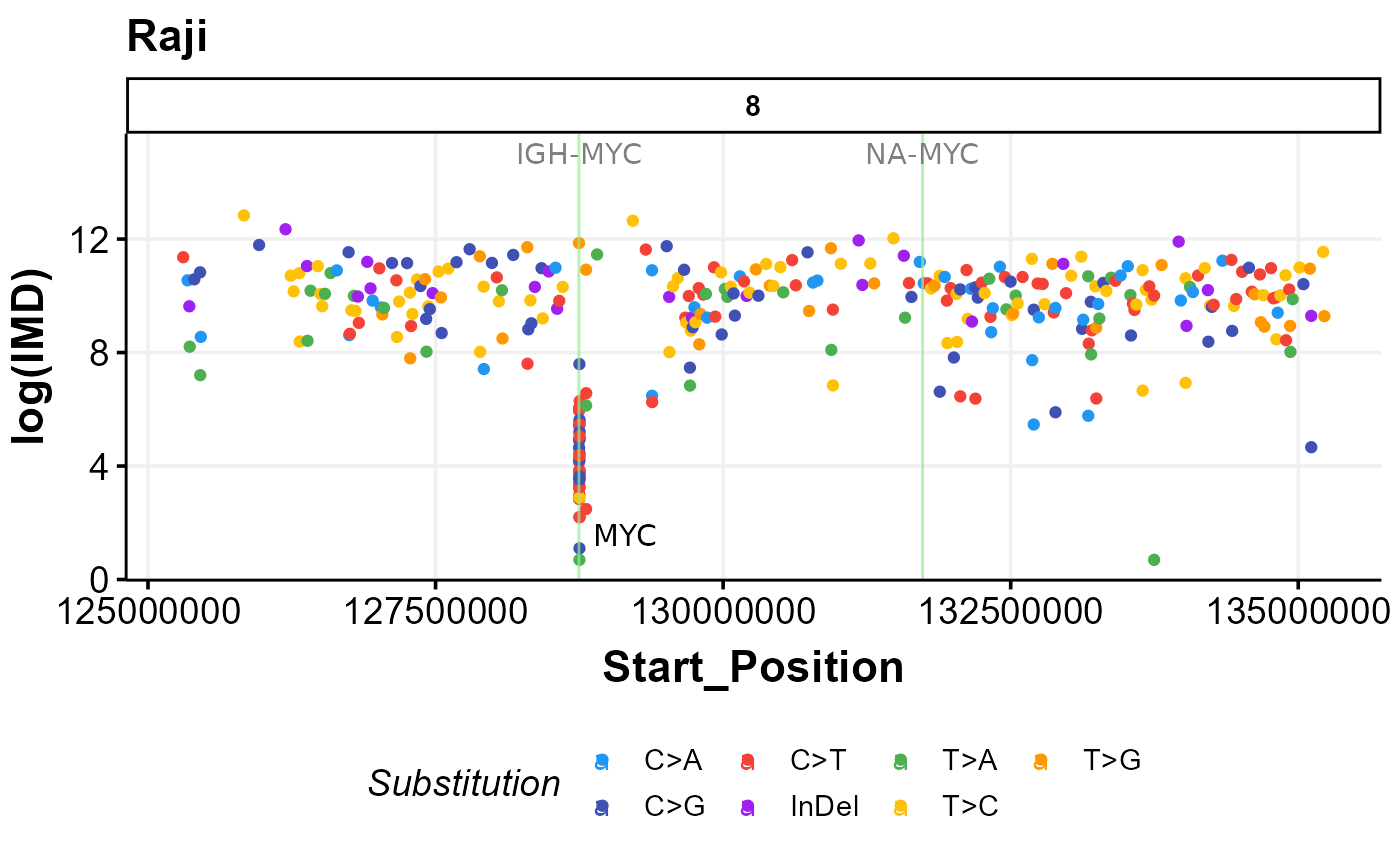 Raji
8
IGH-MYC NA-MYC
12
8
4
0
log(IMD)
MYC
125000000 127500000 130000000 132500000 135000000
Start_Position
Substitution
C>A C>T T>A T>G
C>G InDel T>C